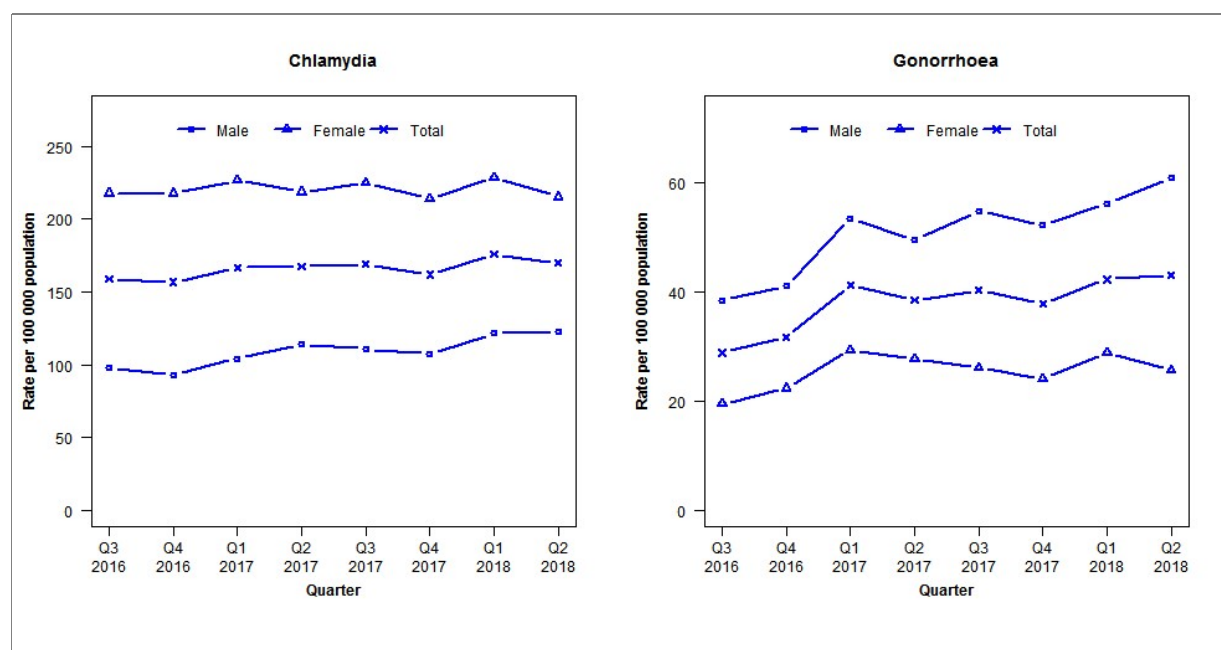 Chlamydia
Male Female Total
250
200
150
100
50
0
Rate per 100 000 population
Q3 Q4 Q1 Q2 Q3 Q4 Q1 Q2
2016 2016 2017 2017 2017 2017 2018 2018
Quarter
Gonorrhoea
Male Female Total
60
40
20
0
Rate per 100 000 population
Q3 Q4 Q1 Q2 Q3 Q4 Q1 Q2
2016 2016 2017 2017 2017 2017 2018 2018
Quarter